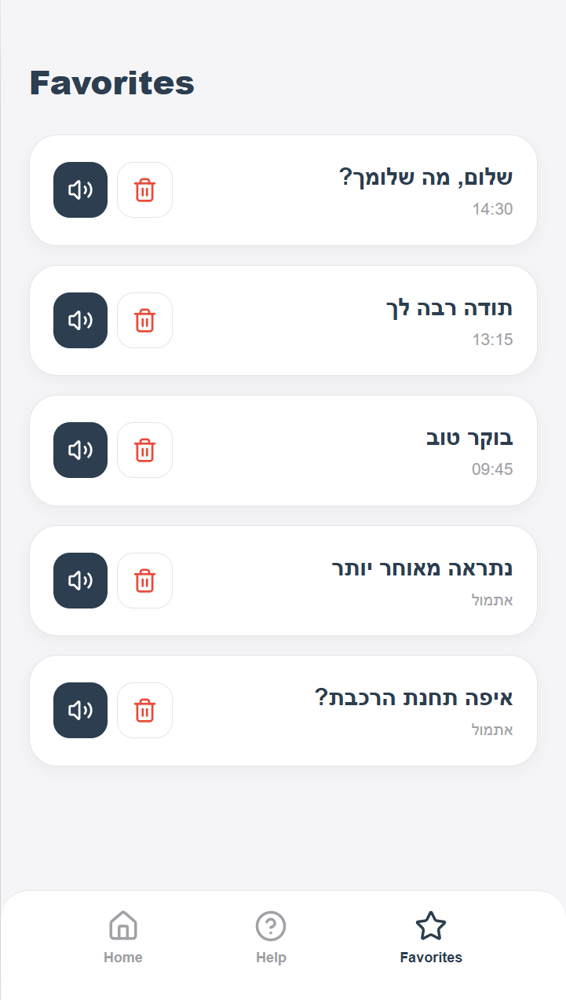 Favorites
שלום, מה שלומך?
14:30
תודה רבה לך
13:15
בוקר טוב
09:45
נתראה מאוחר יותר
אתמול
איפה תחנת הרכבת?
אתמול
Home
Help
Favorites